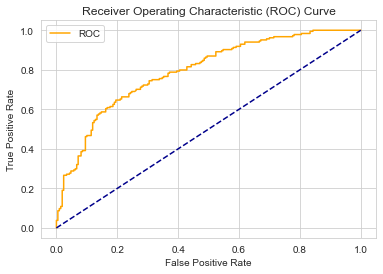 Receiver Operating Characteristic (ROC) Curve
ROC
True Positive Rate
1.0
0.8
0.6
0.4
0.2
0.0
0.0 0.2 0.4 0.6 0.8 1.0
False Positive Rate